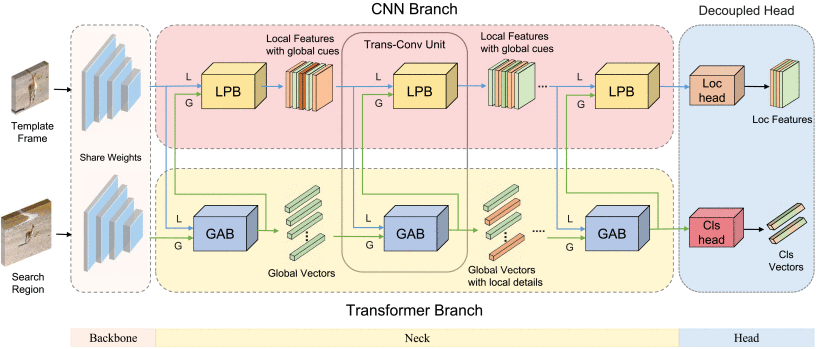 CNN Branch
Decoupled Head
Local Features
with global cues
Trans-Conv Unit
Local Features
with global cues
L
G
LPB
L
G
LPB
L
G
LPB
Loc
head
Loc Features
Template
Frame
Share Weights
L
G
GAB
Global Vectors
L
G
GAB
Global Vectors
with local details
L
G
GAB
Cls
head
Cls
Vectors
Search
Region
Transformer Branch
Backbone
Neck
Head